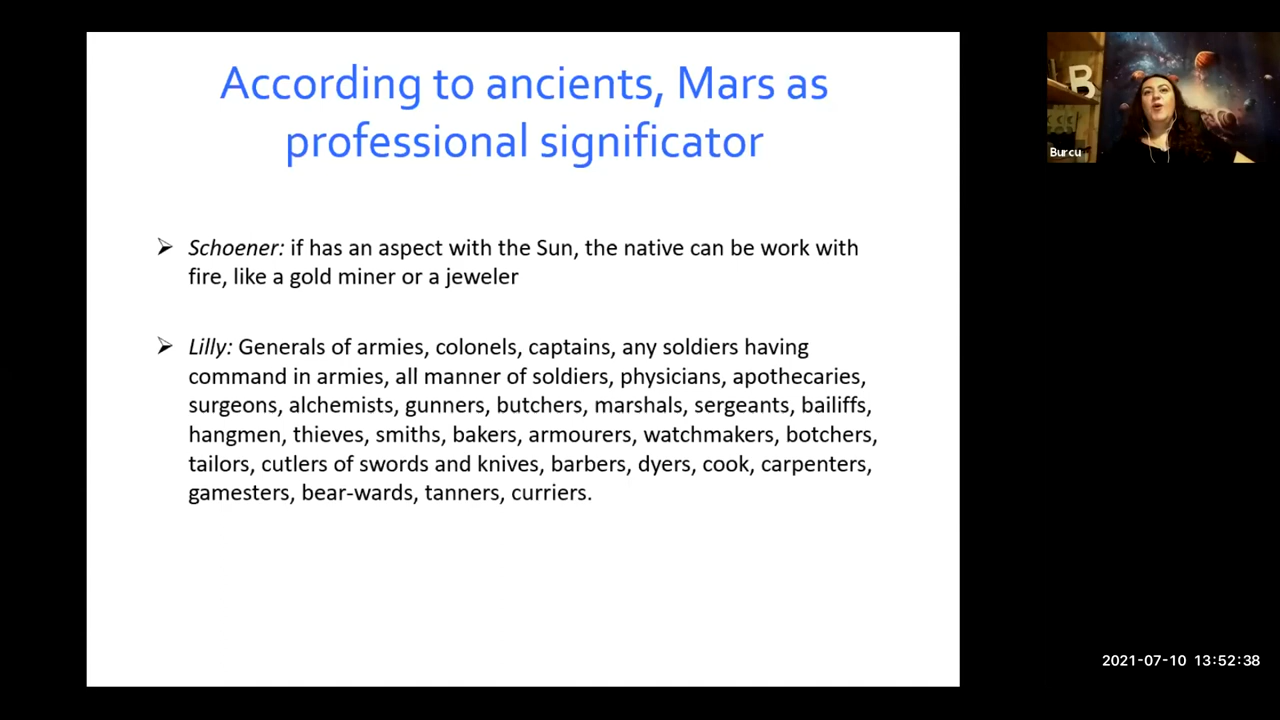 According to ancients, Mars as
professional significator
Schoener: if has an aspect with the Sun, the native can be work with
fire, like a gold miner or a jeweler
Lilly: Generals of armies, colonels, captains, any soldiers having
command in armies, all manner of soldiers, physicians, apothecaries,
surgeons, alchemists, gunners, butchers, marshals, sergeants, bailiffs,
hangmen, thieves, smiths, bakers, armourers, watchmakers, botchers,
tailors, cutlers of swords and knives, barbers, dyers, cook, carpenters,
gamesters, bear-wards, tanners, curriers.
B
Burcu
2021-07-10 13:52:38